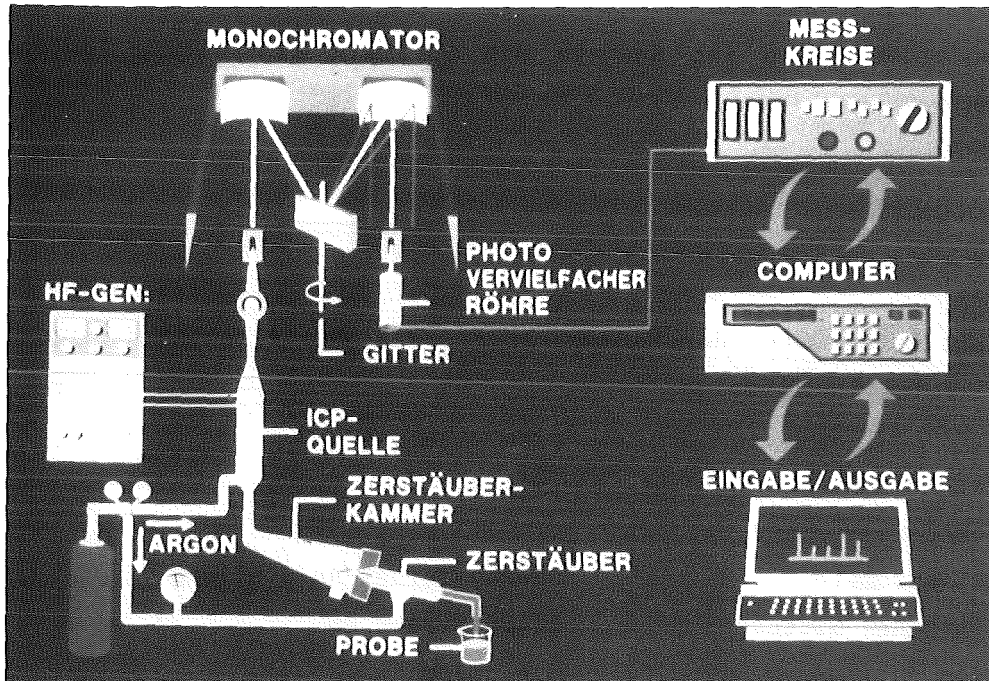 MONOCHROMATOR
MESS-
KREISE
PHOTO
VERVIELFACHER
RÖHRE
COMPUTER
HF-GEN:
GITTER
ICP-
QUELLE
EINGABE/AUSGABE
ZERSTÄUBER-
KAMMER
ARGON
ZERSTÄUBER
PROBE